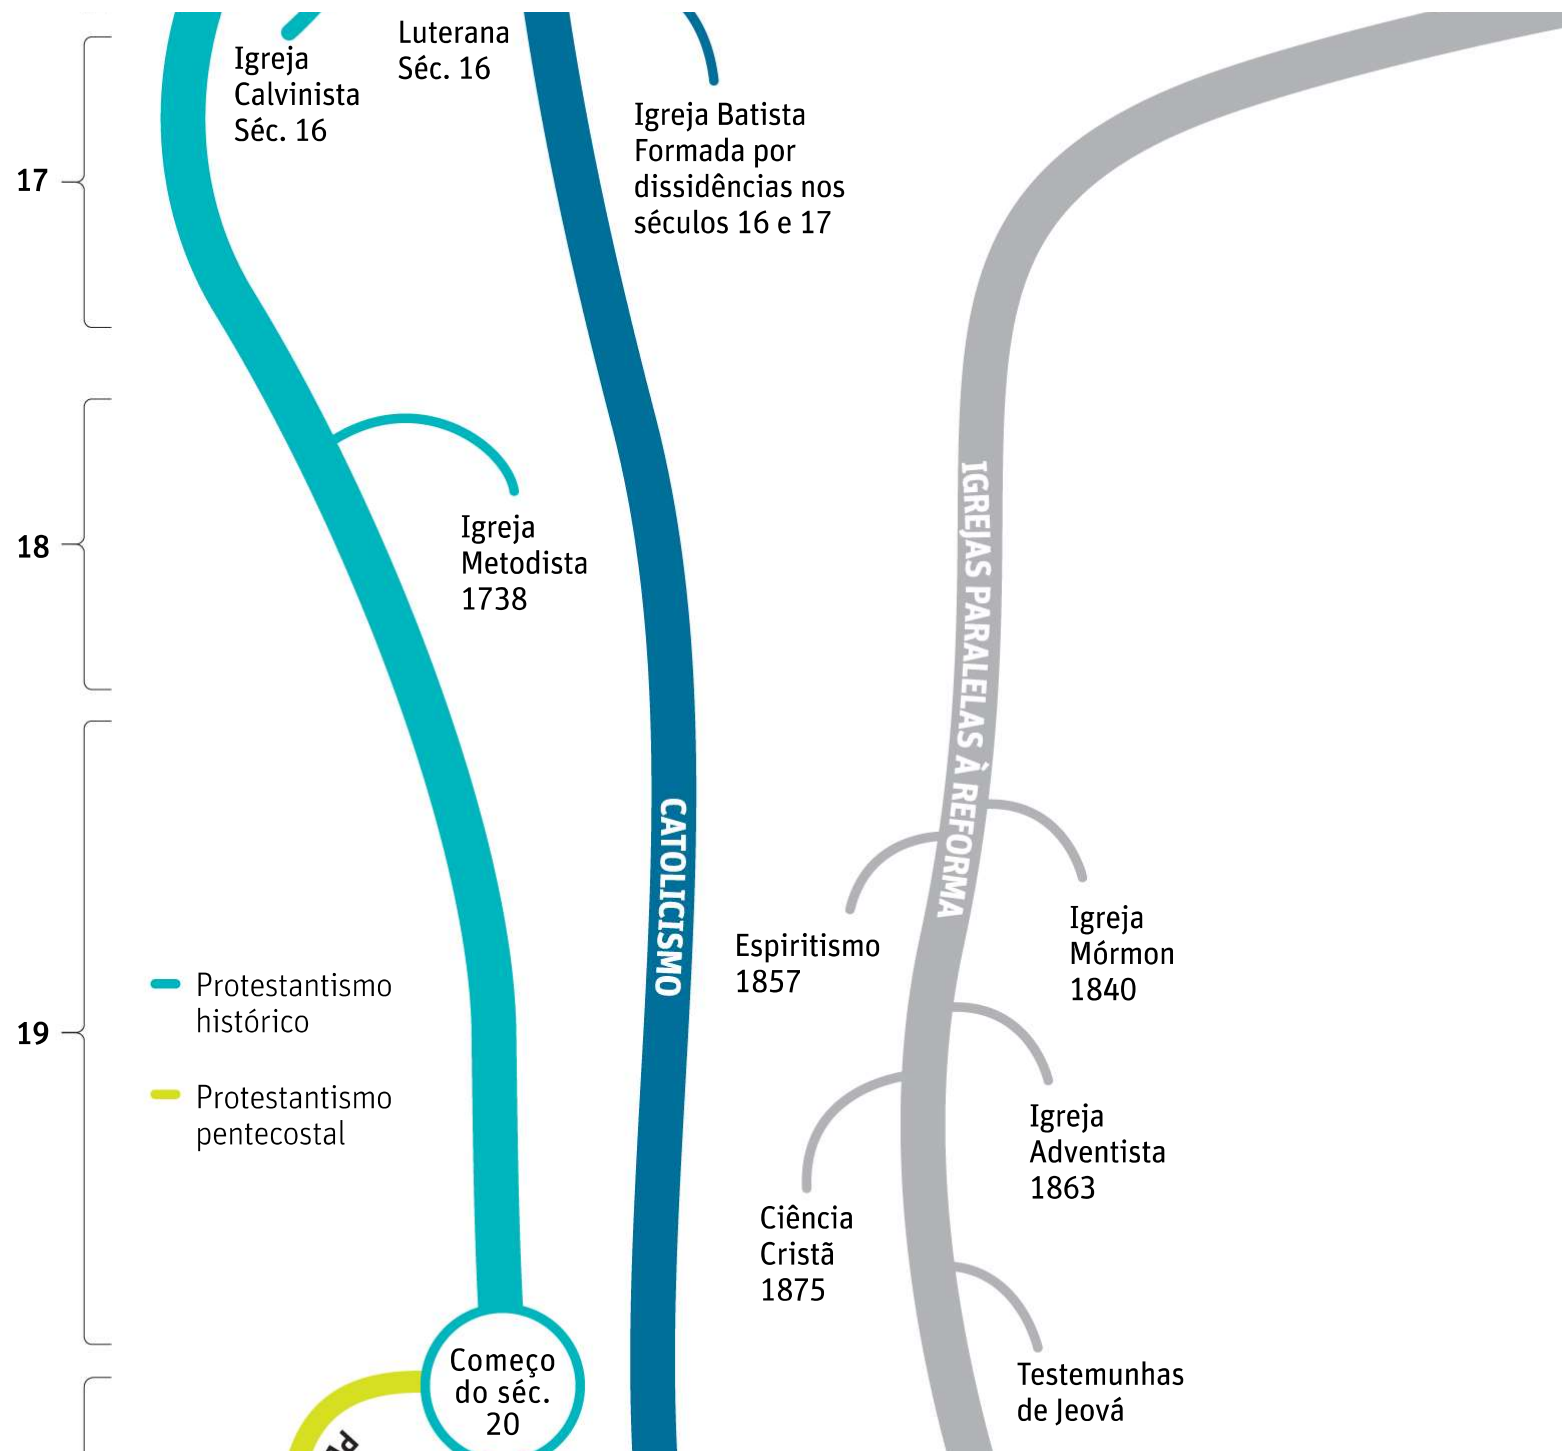 Luterana
Séc. 16
Igreja
Calvinista
Séc. 16
Igreja Batista
Formada por
dissidências nos
séculos 16 e 17
17
Igreja
Metodista
1738
18
IGREJAS PARALELAS À REFORMA
CATOLICISMO
Espiritismo
1857
Igreja
Mórmon
1840
Protestantismo
histórico
19
Protestantismo
pentecostal
Igreja
Adventista
1863
Ciência
Cristã
1875
Começo
do séc.
20
Testemunhas
de Jeová